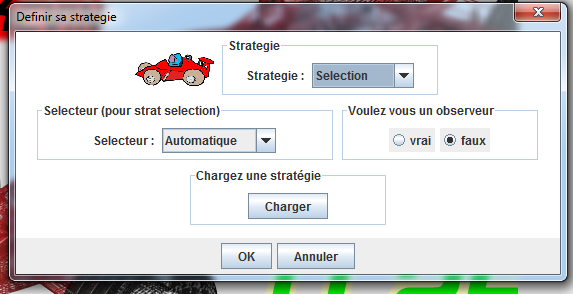 Definir sa strategie
Strategie
Strategie : Selection
Selecteur (pour strat selection)
Selecteur : Automatique
Voulez vous un observeur
vrai faux
Chargez une stratégie
Charger
OK Annuler